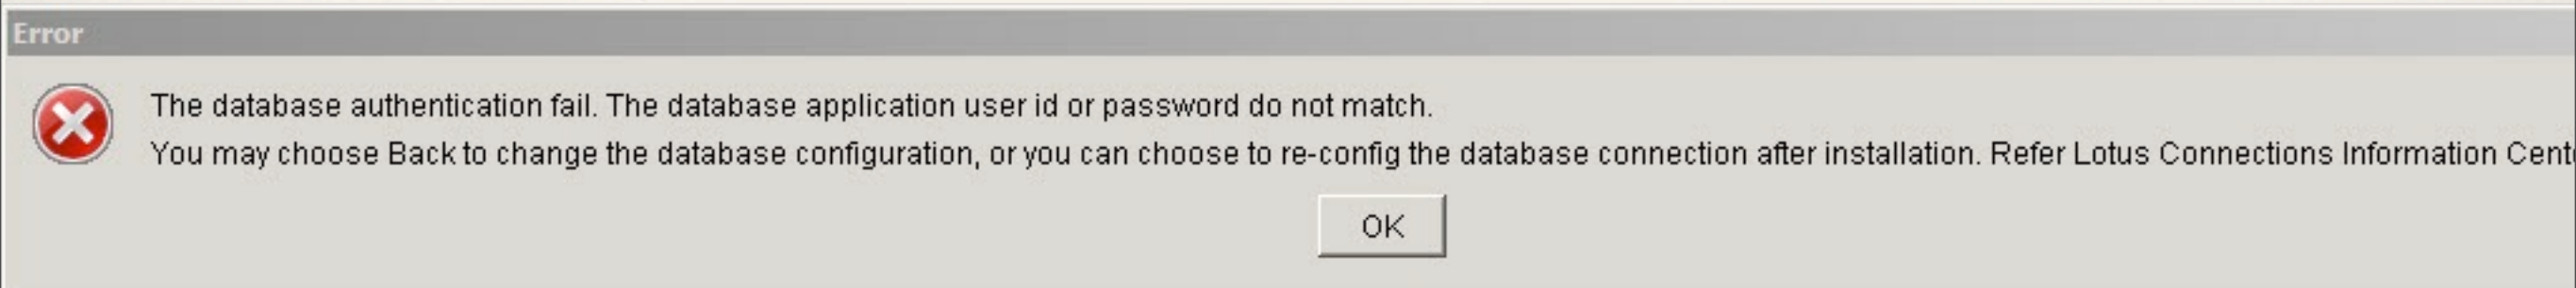 Error
The database authentication fail. The database application user id or password do not match.
You may choose Back to change the database configuration, or you can choose to re-config the database connection after installation. Refer Lotus Connections Information
OK